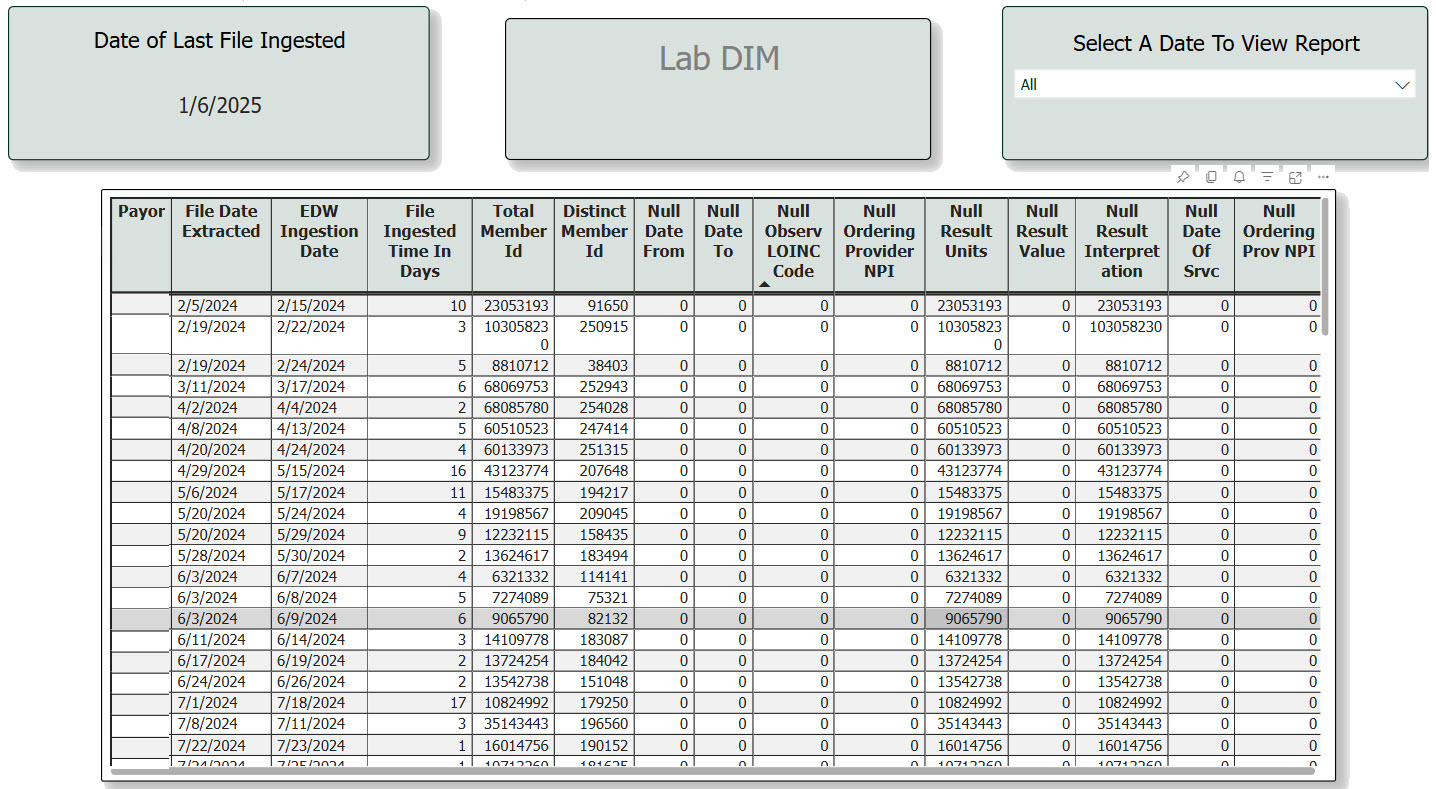 Date of Last File Ingested
1/6/2025
Lab DIM
Select A Date To View Report
All
Payor File Date Extracted EDW Ingestion Date File Ingested Time In Days Total Member Id Distinct Member Id Null Date From Null Date To Null Observ LOINC Code Null Ordering Provider NPI Null Result Units Null Result Value Null Result Interpretation Null Date Of Srvc Null Ordering Prov NPI
2/5/2024 2/15/2024 10 23053193 91650 0 0 0 0 23053193 0 23053193 0 0
2/19/2024 2/22/2024 3 103058230 250915 0 0 0 0 103058230 0 103058230 0 0
2/19/2024 2/24/2024 5 8810712 38403 0 0 0 0 8810712 0 8810712 0 0
3/11/2024 3/17/2024 6 68069753 252943 0 0 0 0 68069753 0 68069753 0 0
4/2/2024 4/4/2024 2 68085780 254028 0 0 0 0 68085780 0 68085780 0 0
4/8/2024 4/13/2024 5 60510523 247414 0 0 0 0 60510523 0 60510523 0 0
4/20/2024 4/24/2024 4 60133973 251315 0 0 0 0 60133973 0 60133973 0 0
4/29/2024 5/15/2024 16 43123774 207648 0 0 0 0 43123774 0 43123774 0 0
5/6/2024 5/17/2024 11 15483375 194217 0 0 0 0 15483375 0 15483375 0 0
5/20/2024 5/24/2024 4 19198567 209045 0 0 0 0 19198567 0 19198567 0 0
5/20/2024 5/29/2024 9 12232115 158435 0 0 0 0 12232115 0 12232115 0 0
5/28/2024 5/30/2024 2 13624617 183494 0 0 0 0 13624617 0 13624617 0 0
6/3/2024 6/7/2024 4 6321332 114141 0 0 0 0 6321332 0 6321332 0 0
6/3/2024 6/8/2024 5 7274089 75321 0 0 0 0 7274089 0 7274089 0 0
6/3/2024 6/9/2024 6 9065790 82132 0 0 0 0 9065790 0 9065790 0 0
6/11/2024 6/14/2024 3 14109778 183087 0 0 0 0 14109778 0 14109778 0 0
6/17/2024 6/19/2024 2 13724254 184042 0 0 0 0 13724254 0 13724254 0 0
6/24/2024 6/26/2024 2 13542738 151048 0 0 0 0 13542738 0 13542738 0 0
7/1/2024 7/18/2024 17 10824992 179250 0 0 0 0 10824992 0 10824992 0 0
7/8/2024 7/11/2024 3 35143443 196560 0 0 0 0 35143443 0 35143443 0 0
7/22/2024 7/23/2024 1 16014756 190152 0 0 0 0 16014756 0 16014756 0 0